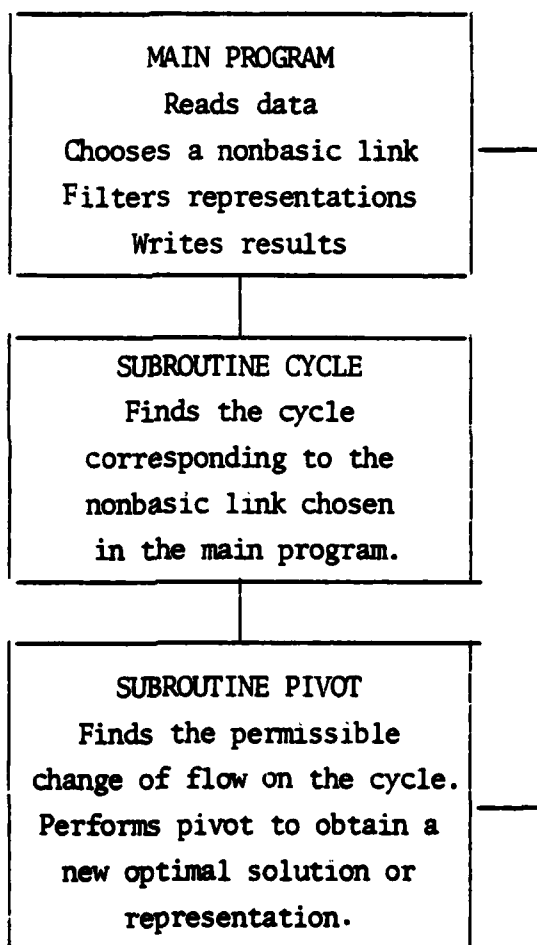 MAIN PROGRAM
Reads data
Chooses a nonbasic link
Filters representations
Writes results
SUBROUTINE CYCLE
Finds the cycle
corresponding to the
nonbasic link chosen
in the main program.
SUBROUTINE PIVOT
Finds the permissible
change of flow on the cycle.
Performs pivot to obtain a
new optimal solution or
representation.